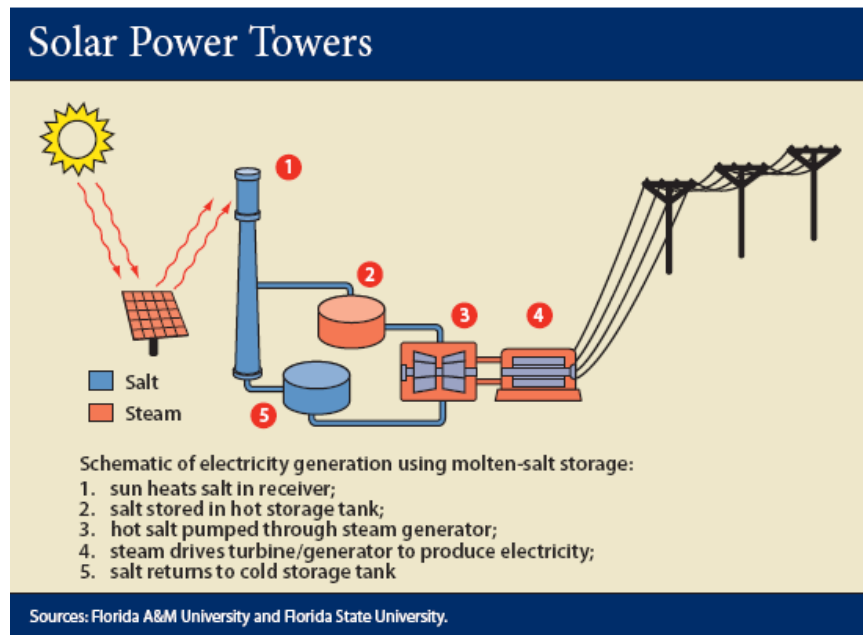 Solar Power Towers
1
2
3
4
Salt
Steam
5
Schematic of electricity generation using molten-salt storage:
1. sun heats salt in receiver;
2. salt stored in hot storage tank;
3. hot salt pumped through steam generator;
4. steam drives turbine/generator to produce electricity;
5. salt returns to cold storage tank
Sources: Florida A&M University and Florida State University.